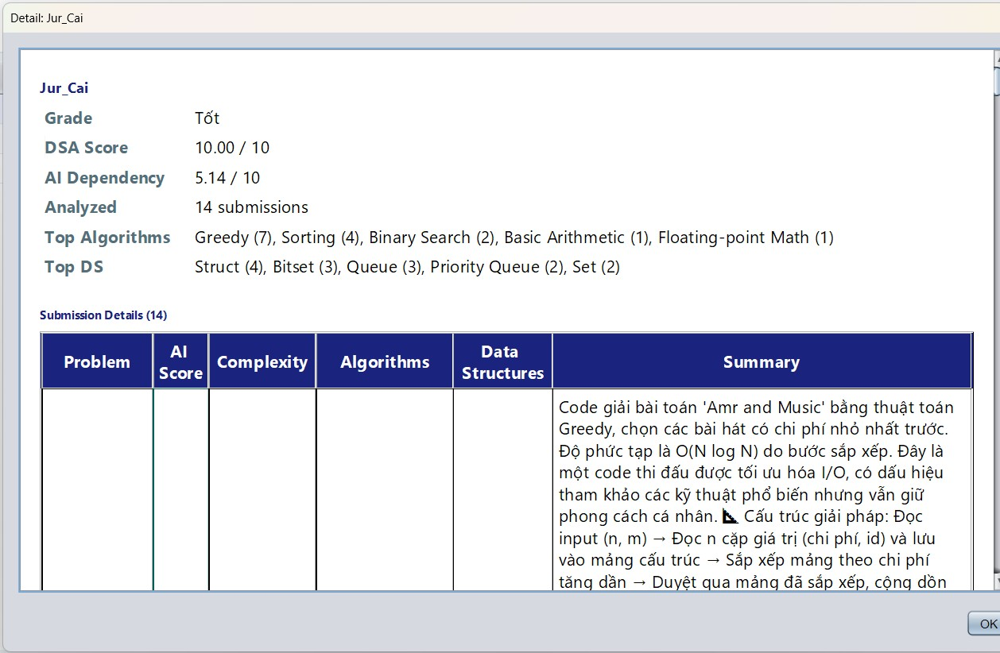 Detail: Jur_Cai
Jur_Cai
Grade Tốt
DSA Score 10.00 / 10
AI Dependency 5.14 / 10
Analyzed 14 submissions
Top Algorithms Greedy (7), Sorting (4), Binary Search (2), Basic Arithmetic (1), Floating-point Math (1)
Top DS Struct (4), Bitset (3), Queue (3), Priority Queue (2), Set (2)
Submission Details (14)
Problem AI Score Complexity Algorithms Data Structures Summary
Code giải bài toán 'Amr and Music' bằng thuật toán
Greedy, chọn các bài hát có chi phí nhỏ nhất trước.
Độ phức tạp là O(N log N) do bước sắp xếp. Đây là
một code thi đấu được tối ưu hóa I/O, có dấu hiệu
tham khảo các kỹ thuật phổ biến nhưng vẫn giữ
phong cách cá nhân. 📐 Cấu trúc giải pháp: Đọc
input (n, m) → Đọc n cặp giá trị (chi phí, id) và lưu
vào mảng cấu trúc → Sắp xếp mảng theo chi phí
tăng dần → Duyệt qua mảng đã sắp xếp, cộng dồn
OK